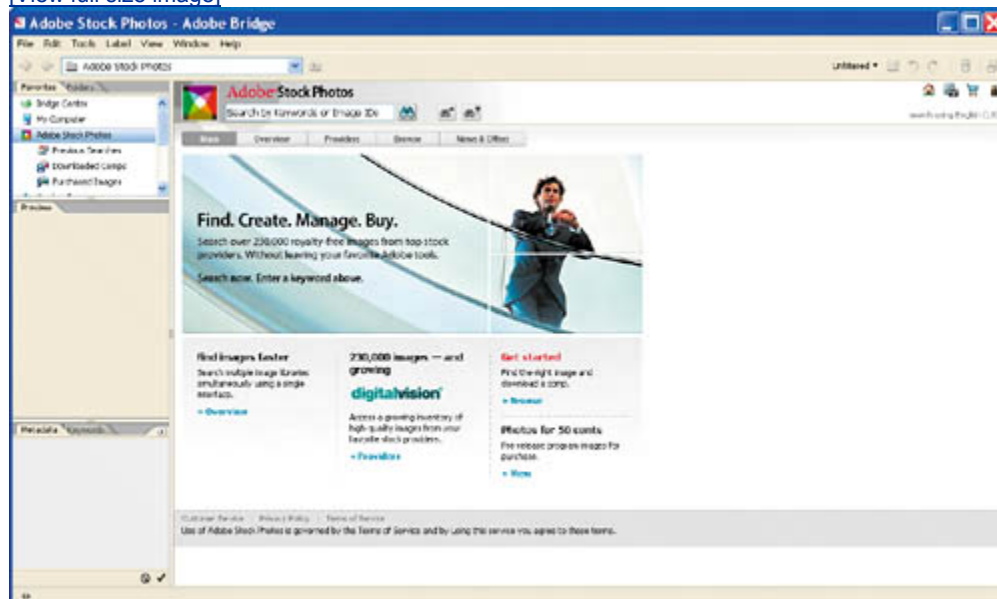 [View full size image]
Adobe Stock Photos - Adobe Bridge
File Edit Tools Label View Window Help
Adobe Stock Photos
Unfiltered
Favorites Folders
Bridge Center
My Computer
Adobe Stock Photos
Previous Searches
Downloaded Comps
Purchased Images
Preview
Metadata Keywords
Adobe Stock Photos
Search by Keywords or Image IDs
Main Overview Providers Browse News & Offers
Find. Create. Manage. Buy.
Search over 230,000 royalty-free images from top stock
providers. Without leaving your favorite Adobe tools.
Search now. Enter a keyword above.
Find images faster
Search multiple image libraries
simultaneously using a single
interface.
» Overview
230,000 images — and
growing
digitalvision
Access a growing inventory of
high-quality images from your
favorite stock providers.
» Providers
Get started
Find the right image and
download a comp.
» Browse
Photos for 50 cents
Pre-release program images for
purchase.
» View
Customer Service Privacy Policy Terms of Service
Use of Adobe Stock Photos is governed by the Terms of Service and by using this service you agree to those terms.